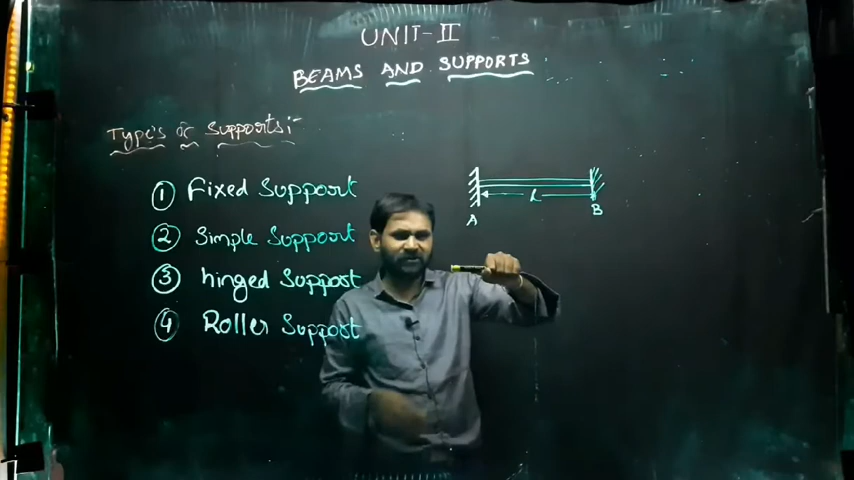 UNIT-II
BEAMS AND SUPPORTS
Type's of Supports:-
① Fixed Support
② Simple Support
③ hinged Support
④ Roller Support
L
A
B